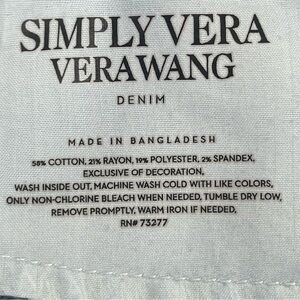 SIMPLY VERA
VERAWANG
DENIM
MADE IN BANGLADESH
58% COTTON, 21% RAYON, 19% POLYESTER, 2% SPANDEX,
EXCLUSIVE OF DECORATION,
WASH INSIDE OUT, MACHINE WASH COLD WITH LIKE COLORS,
ONLY NON-CHLORINE BLEACH WHEN NEEDED, TUMBLE DRY LOW,
REMOVE PROMPTLY, WARM IRON IF NEEDED,
RN# 73277